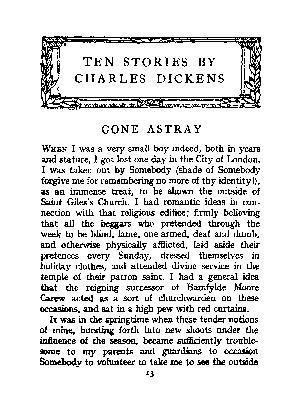 TEN STORIES BY
CHARLES DICKENS
GONE ASTRAY
WHEN I was a very small boy indeed, both in years
and stature, I got lost one day in the City of London.
I was taken out by Somebody (shade of Somebody
forgive me for remembering no more of thy identity!),
as an immense treat, to be shown the outside of
Saint Giles's Church. I had romantic ideas in con-
nection with that religious edifice; firmly believing
that all the beggars who pretended through the
week to be blind, lame, one armed, deaf and dumb,
and otherwise physically afflicted, laid aside their
pretences every Sunday, dressed themselves in
holiday clothes, and attended divine service in the
temple of their patron saint. I had a general idea
that the reigning successor of Bamfylde Moore
Carew acted as a sort of churchwarden on these
occasions, and sat in a high pew with red curtains.
It was in the springtime when these tender notions
of mine, bursting forth into new shoots under the
influence of the season, became sufficiently trouble-
some to my parents and guardians to occasion
Somebody to volunteer to take me to see the outside
13